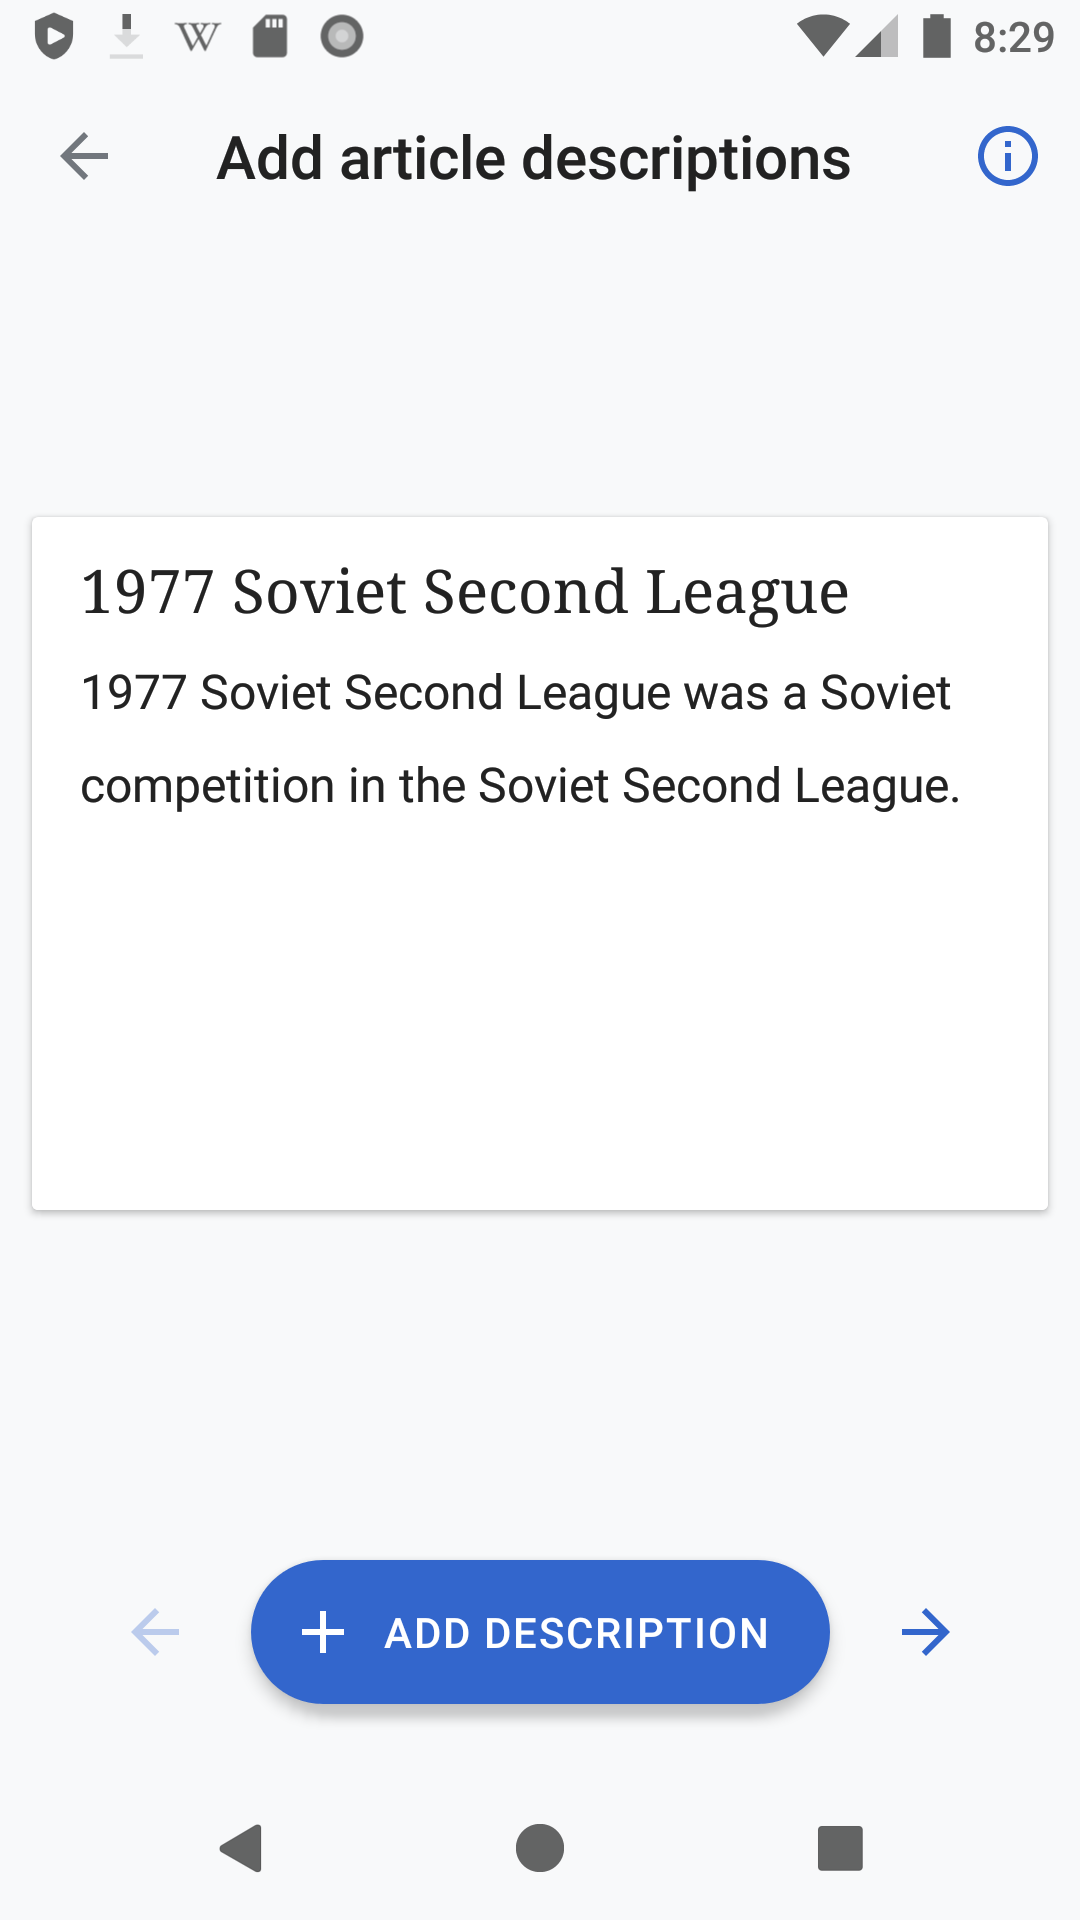 8:29
Add article descriptions
1977 Soviet Second League
1977 Soviet Second League was a Soviet
competition in the Soviet Second League.
ADD DESCRIPTION